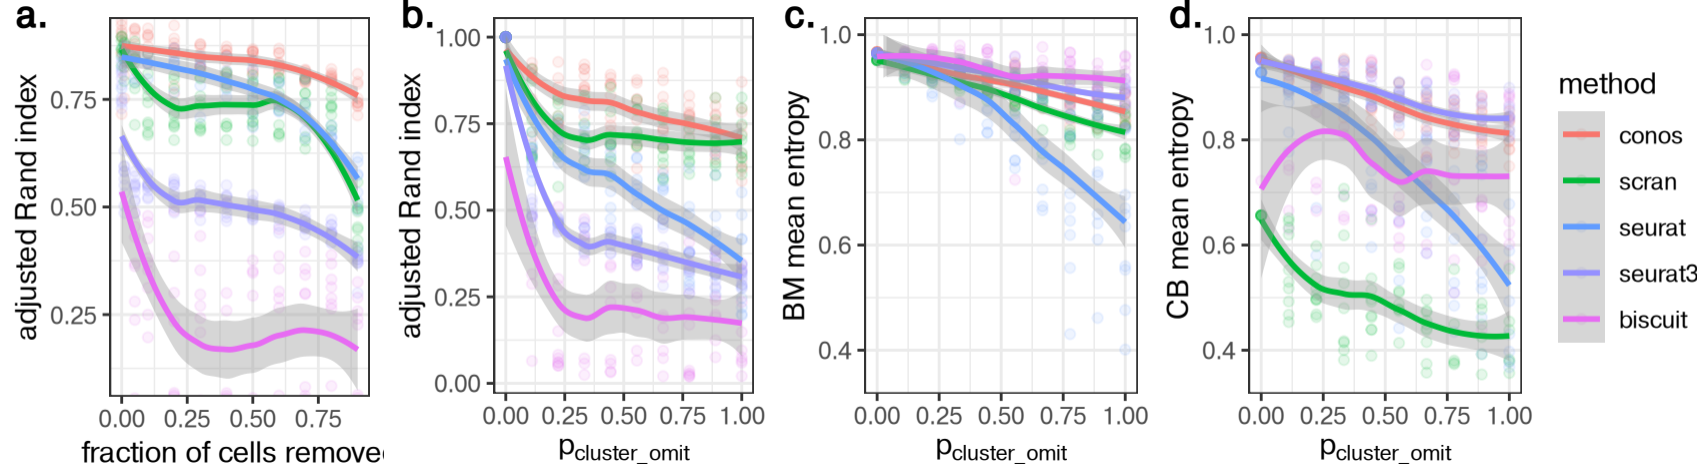 a.
adjusted Rand index
0.75
0.50
0.25
0.00 0.25 0.50 0.75
fraction of cells remove
b.
adjusted Rand index
1.00
0.75
0.50
0.25
0.00
0.00 0.25 0.50 0.75 1.00
pcluster_omit
c.
BM mean entropy
1.0
0.8
0.6
0.4
0.00 0.25 0.50 0.75 1.00
pcluster_omit
d.
CB mean entropy
1.0
0.8
0.6
0.4
0.00 0.25 0.50 0.75 1.00
pcluster_omit
method
conos
scran
seurat
seurat3
biscuit